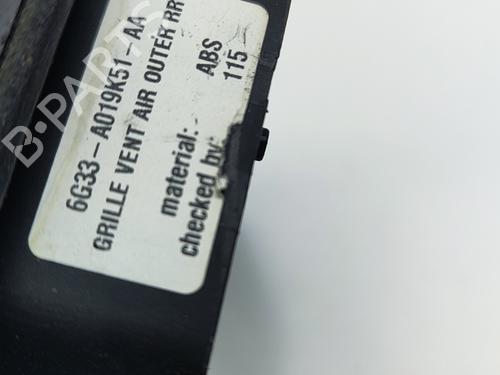 6G33-A019K51-AA
GRILLE VENT AIR OUTER RR
material:- ABS
checked by: 115
B-PARTS